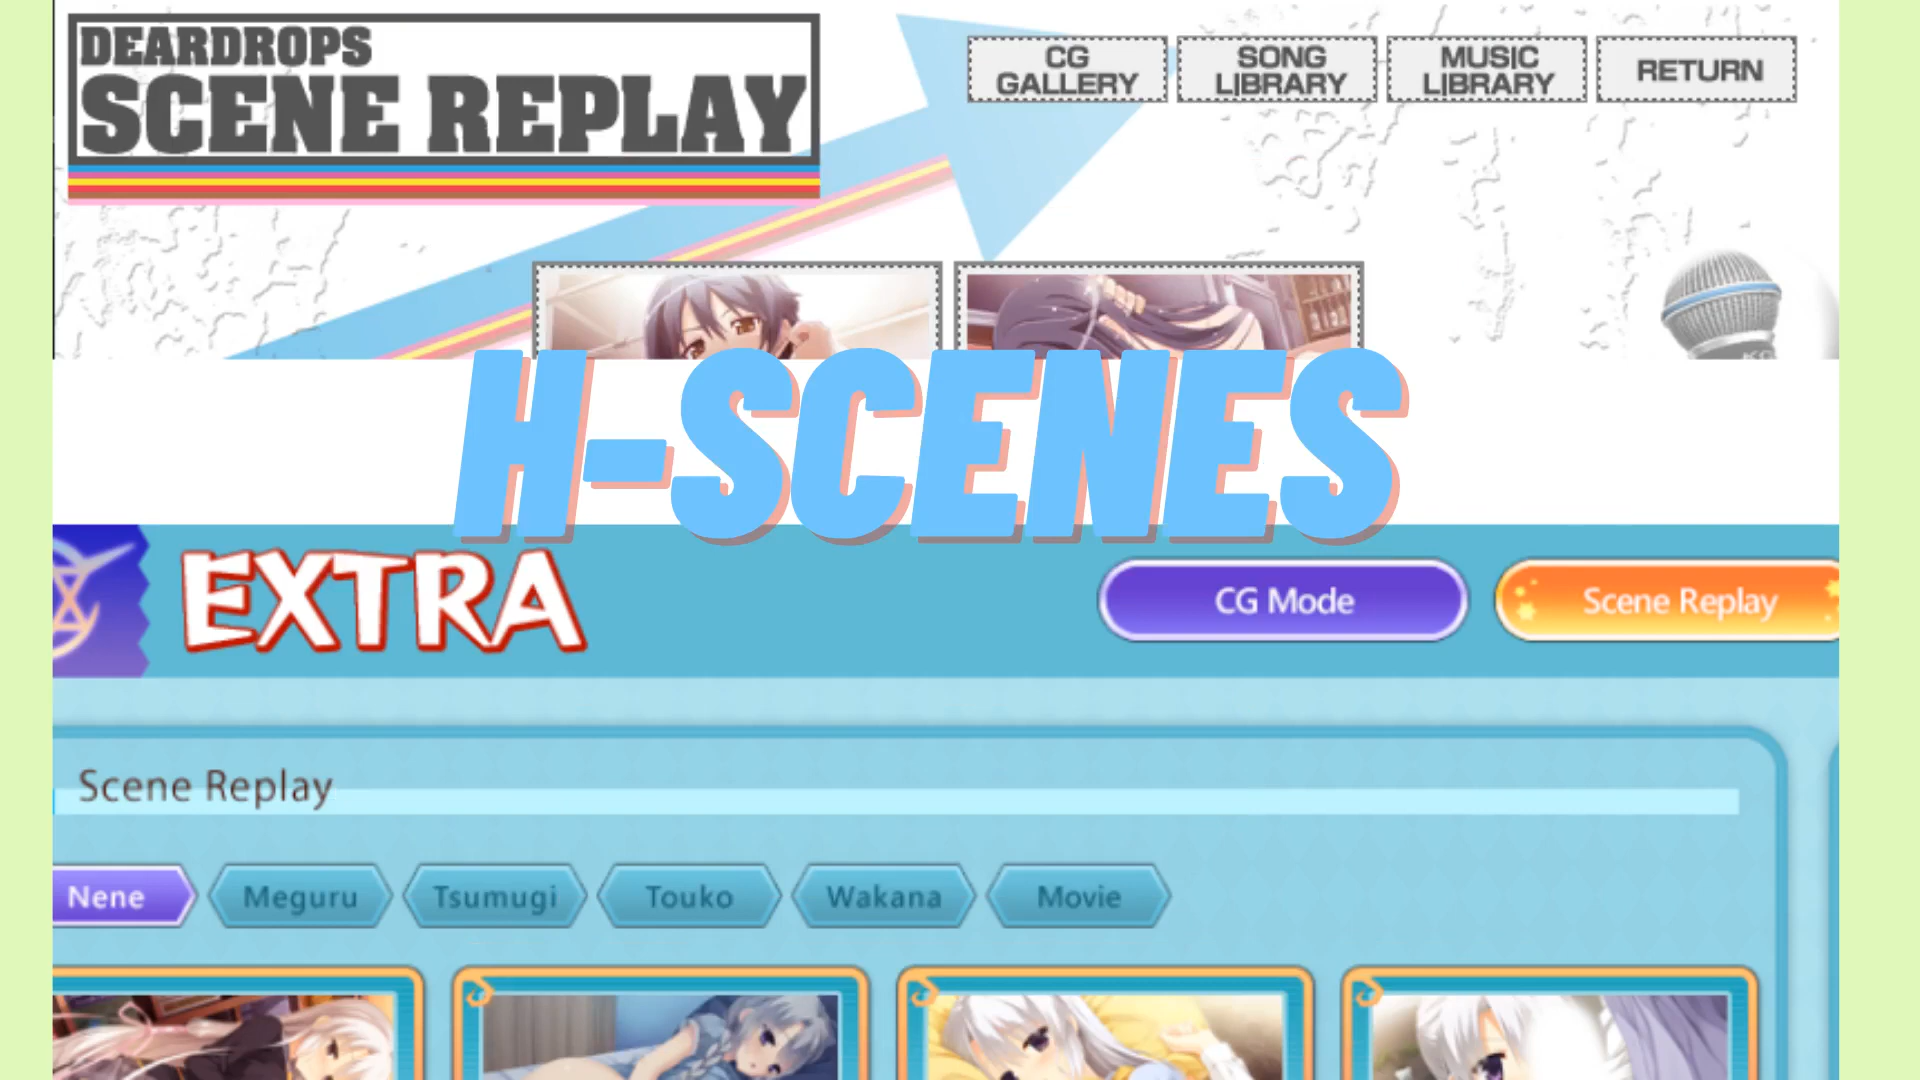 DEARDROPS
SCENE REPLAY
CG
GALLERY
SONG
LIBRARY
MUSIC
LIBRARY
RETURN
H-SCENES
EXTRA
CG Mode
Scene Replay
Scene Replay
Nene
Meguru
Tsumugi
Touko
Wakana
Movie